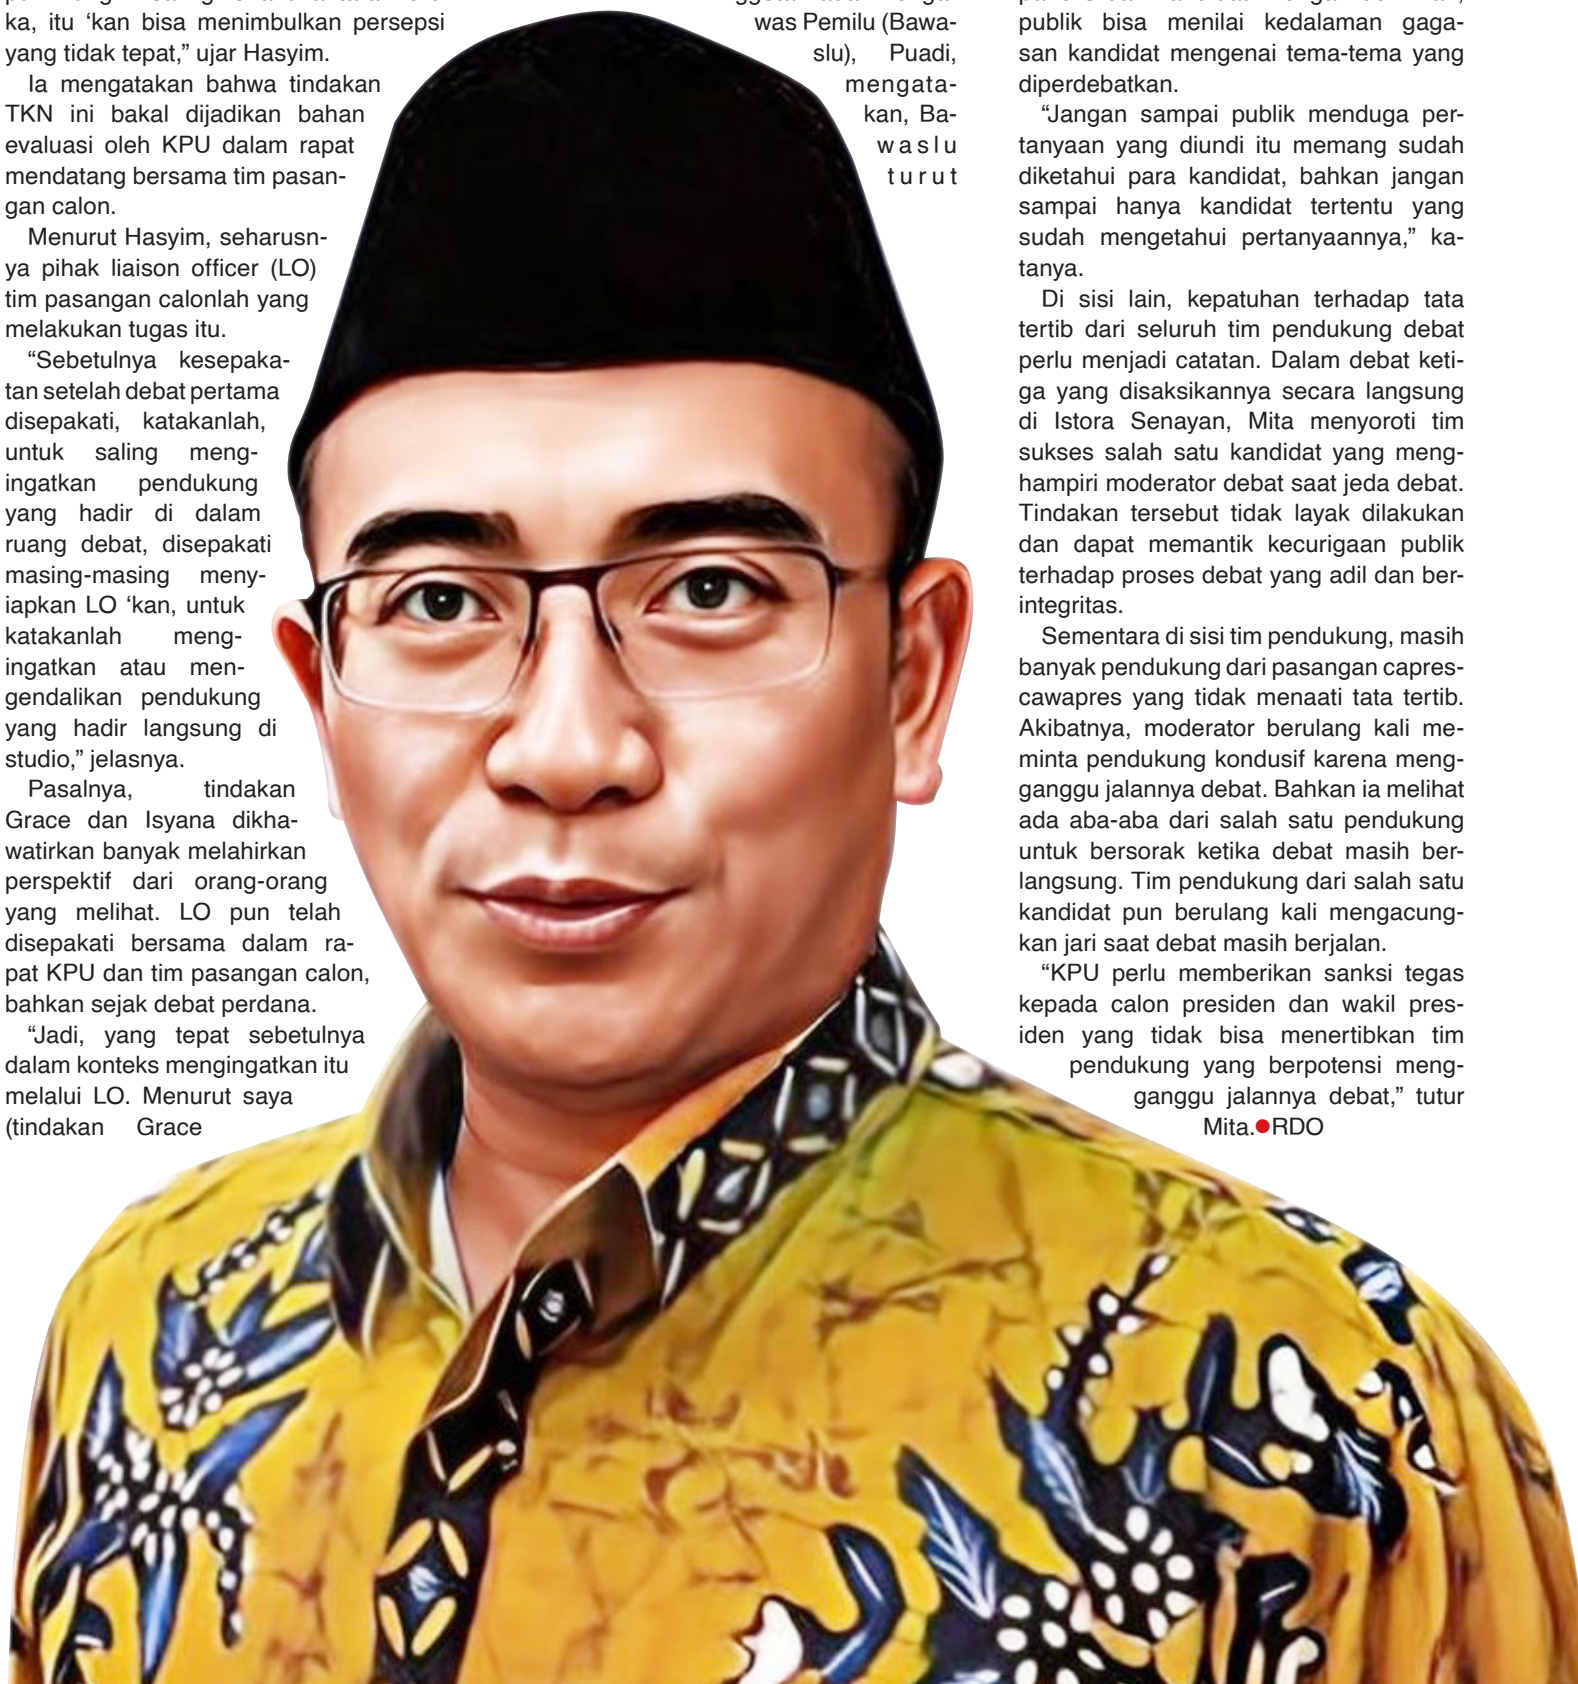 ka, itu ‘kan bisa menimbulkan persepsi
yang tidak tepat,” ujar Hasyim.
Ia mengatakan bahwa tindakan
TKN ini bakal dijadikan bahan
evaluasi oleh KPU dalam rapat
mendatang bersama tim pasan-
gan calon.
Menurut Hasyim, seharusn-
ya pihak liaison officer (LO)
tim pasangan calonlah yang
melakukan tugas itu.
“Sebetulnya kesepaka-
tan setelah debat pertama
disepakati, katakanlah,
untuk saling meng-
ingatkan pendukung
yang hadir di dalam
ruang debat, disepakati
masing-masing meny-
iapkan LO ‘kan, untuk
katakanlah meng-
ingatkan atau men-
gendalikan pendukung
yang hadir langsung di
studio,” jelasnya.
Pasalnya, tindakan
Grace dan Isyana dikha-
watirkan banyak melahirkan
perspektif dari orang-orang
yang melihat. LO pun telah
disepakati bersama dalam ra-
pat KPU dan tim pasangan calon,
bahkan sejak debat perdana.
“Jadi, yang tepat sebetulnya
dalam konteks mengingatkan itu
melalui LO. Menurut saya
(tindakan Grace
was Pemilu (Bawa-
slu), Puadi,
mengata-
kan, Ba-
waslu
turut
publik bisa menilai kedalaman gaga-
san kandidat mengenai tema-tema yang
diperdebatkan.
“Jangan sampai publik menduga per-
tanyaan yang diundi itu memang sudah
diketahui para kandidat, bahkan jangan
sampai hanya kandidat tertentu yang
sudah mengetahui pertanyaannya,” ka-
tanya.
Di sisi lain, kepatuhan terhadap tata
tertib dari seluruh tim pendukung debat
perlu menjadi catatan. Dalam debat keti-
ga yang disaksikannya secara langsung
di Istora Senayan, Mita menyoroti tim
sukses salah satu kandidat yang meng-
hampiri moderator debat saat jeda debat.
Tindakan tersebut tidak layak dilakukan
dan dapat memantik kecurigaan publik
terhadap proses debat yang adil dan ber-
integritas.
Sementara di sisi tim pendukung, masih
banyak pendukung dari pasangan capres-
cawapres yang tidak menaati tata tertib.
Akibatnya, moderator berulang kali me-
minta pendukung kondusif karena meng-
ganggu jalannya debat. Bahkan ia melihat
ada aba-aba dari salah satu pendukung
untuk bersorak ketika debat masih ber-
langsung. Tim pendukung dari salah satu
kandidat pun berulang kali mengacung-
kan jari saat debat masih berjalan.
“KPU perlu memberikan sanksi tegas
kepada calon presiden dan wakil pres-
iden yang tidak bisa menertibkan tim
pendukung yang berpotensi meng-
ganggu jalannya debat,” tutur
Mita.●RDO